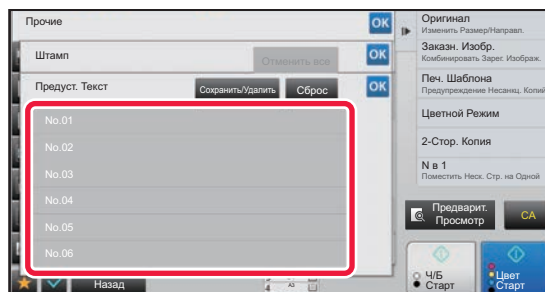 Прочие
OK
Штамп
Отменить все
OK
Предуст. Текст
Сохранить/Удалить
Сброс
OK
No.01
No.02
No.03
No.04
No.05
No.06
Назад
4
A3
Оригинал
Изменить Размер/Направл.
Заказн. Изобр.
Комбинировать Зарег. Изображ.
Печ. Шаблона
Предупреждение Несанкц. Копий
Цветной Режим
2-Стор. Копия
N в 1
Поместить Неск. Стр. на Одной
Предварит.
Просмотр
CA
Ч/Б
Старт
Цвет
Старт